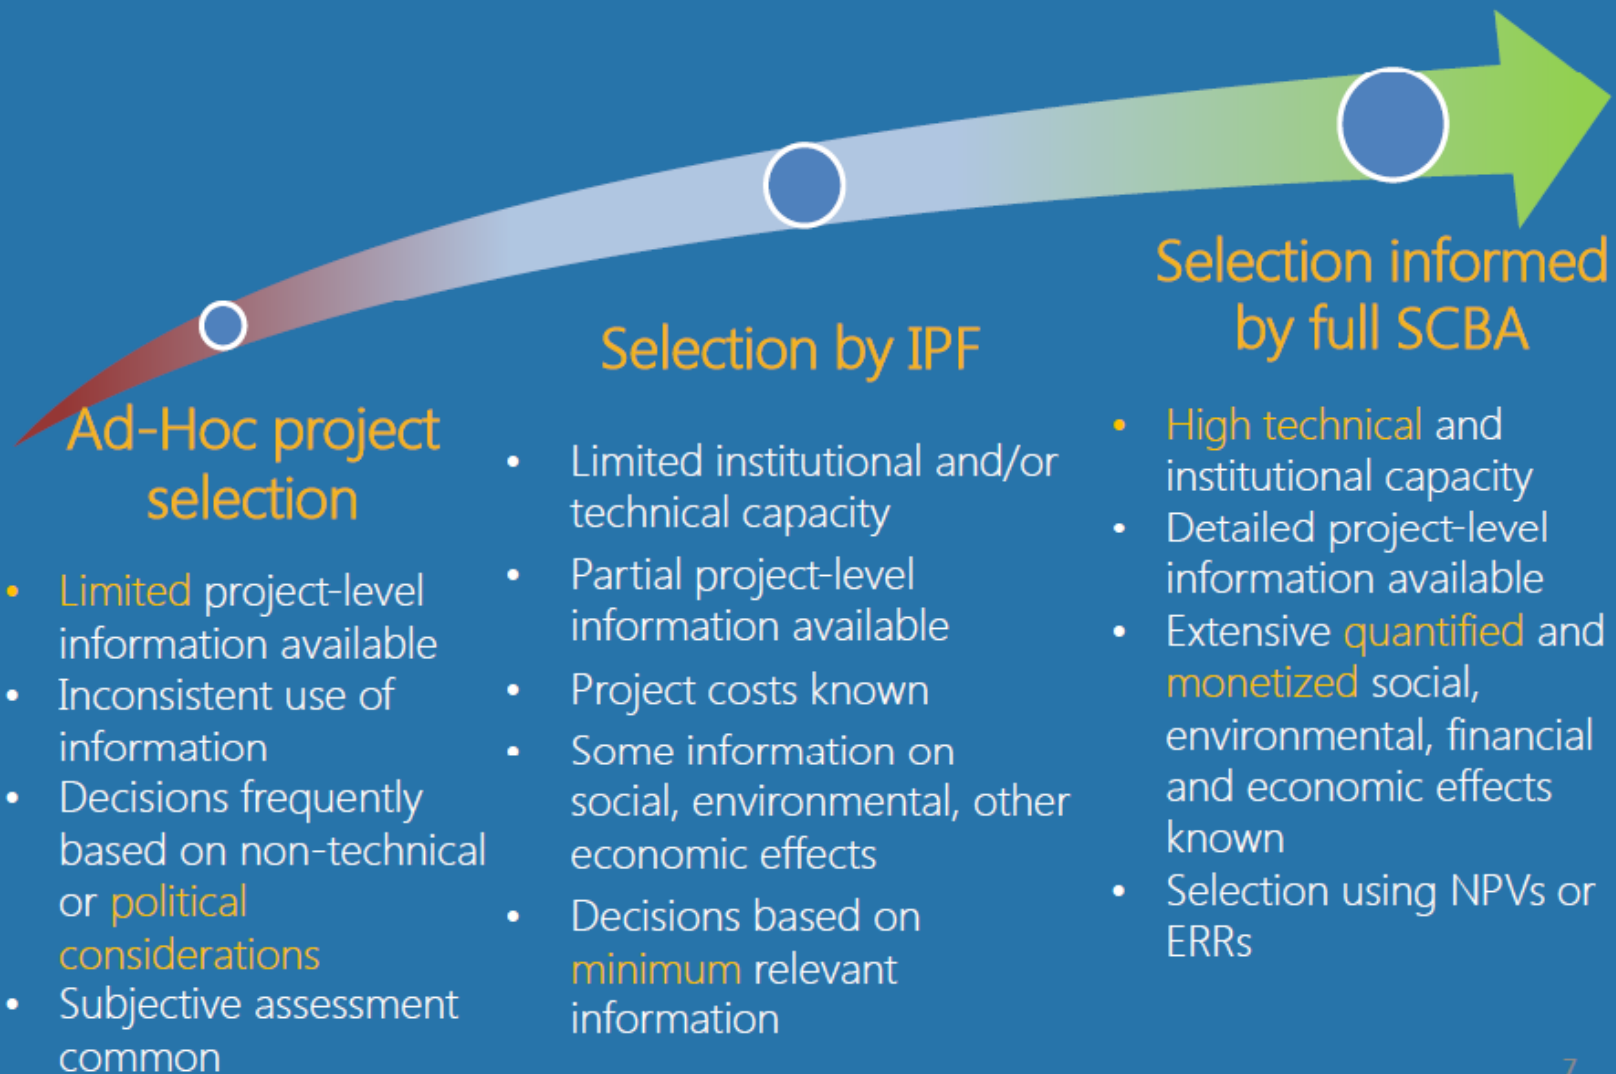 Ad-Hoc project
selection
• Limited project-level
information available
• Inconsistent use of
information
• Decisions frequently
based on non-technical
or political
considerations
• Subjective assessment
common
Selection by IPF
• Limited institutional and/or
technical capacity
• Partial project-level
information available
• Project costs known
• Some information on
social, environmental, other
economic effects
• Decisions based on
minimum relevant
information
Selection informed
by full SCBA
• High technical and
institutional capacity
• Detailed project-level
information available
• Extensive quantified and
monetized social,
environmental, financial
and economic effects
known
• Selection using NPVs or
ERRs
7